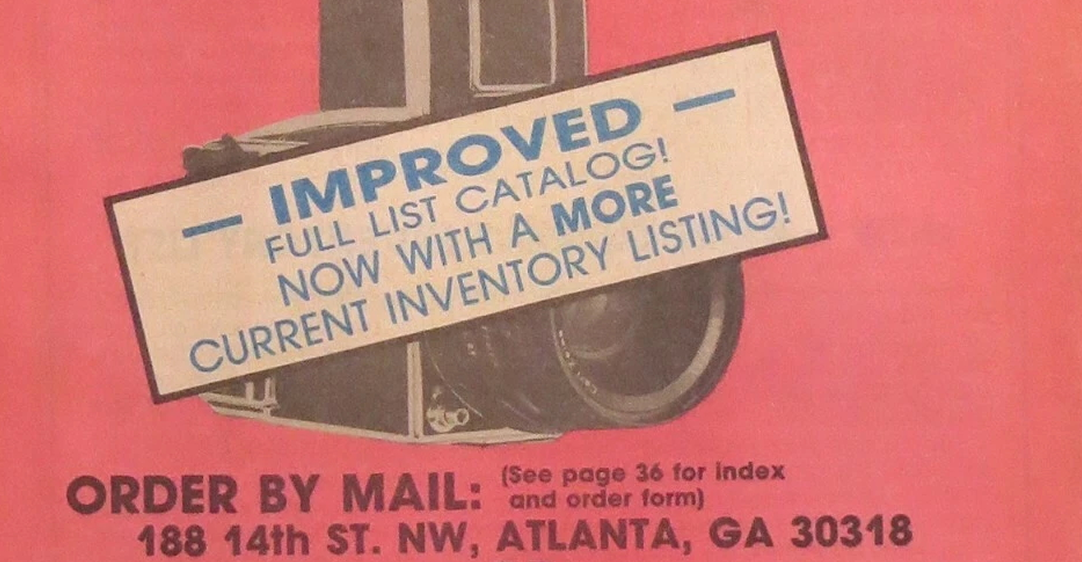 — IMPROVED —
FULL LIST CATALOG!
NOW WITH A MORE
CURRENT INVENTORY LISTING!
ORDER BY MAIL: (See page 36 for index
and order form)
188 14th ST. NW, ATLANTA, GA 30318